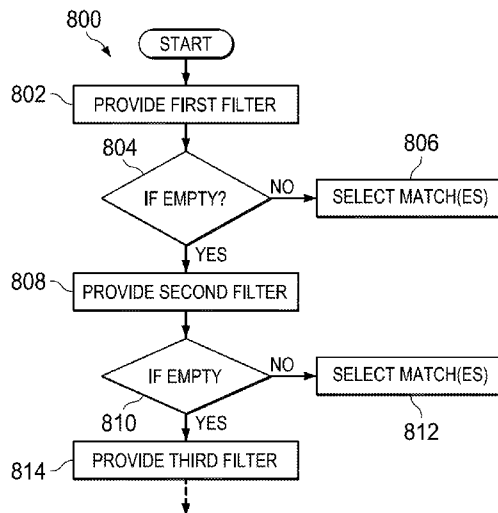 800
START
802
PROVIDE FIRST FILTER
804
IF EMPTY?
NO
806
SELECT MATCH(ES)
YES
808
PROVIDE SECOND FILTER
IF EMPTY
NO
SELECT MATCH(ES)
810
YES
812
814
PROVIDE THIRD FILTER